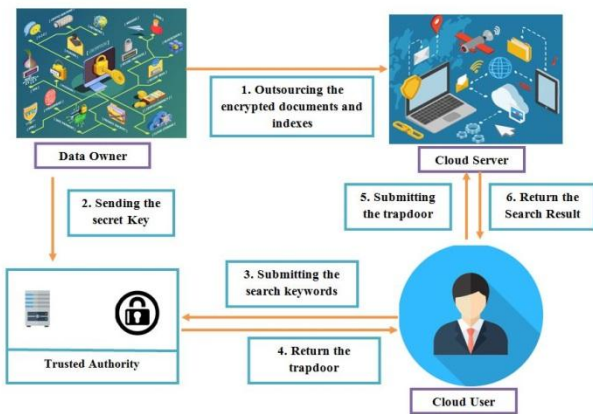 1. Outsourcing the
encrypted documents and
indexes
Data Owner
Cloud Server
2. Sending the
secret Key
5. Submitting
the trapdoor
6. Return the
Search Result
3. Submitting the
search keywords
4. Return the
trapdoor
Trusted Authority
Cloud User